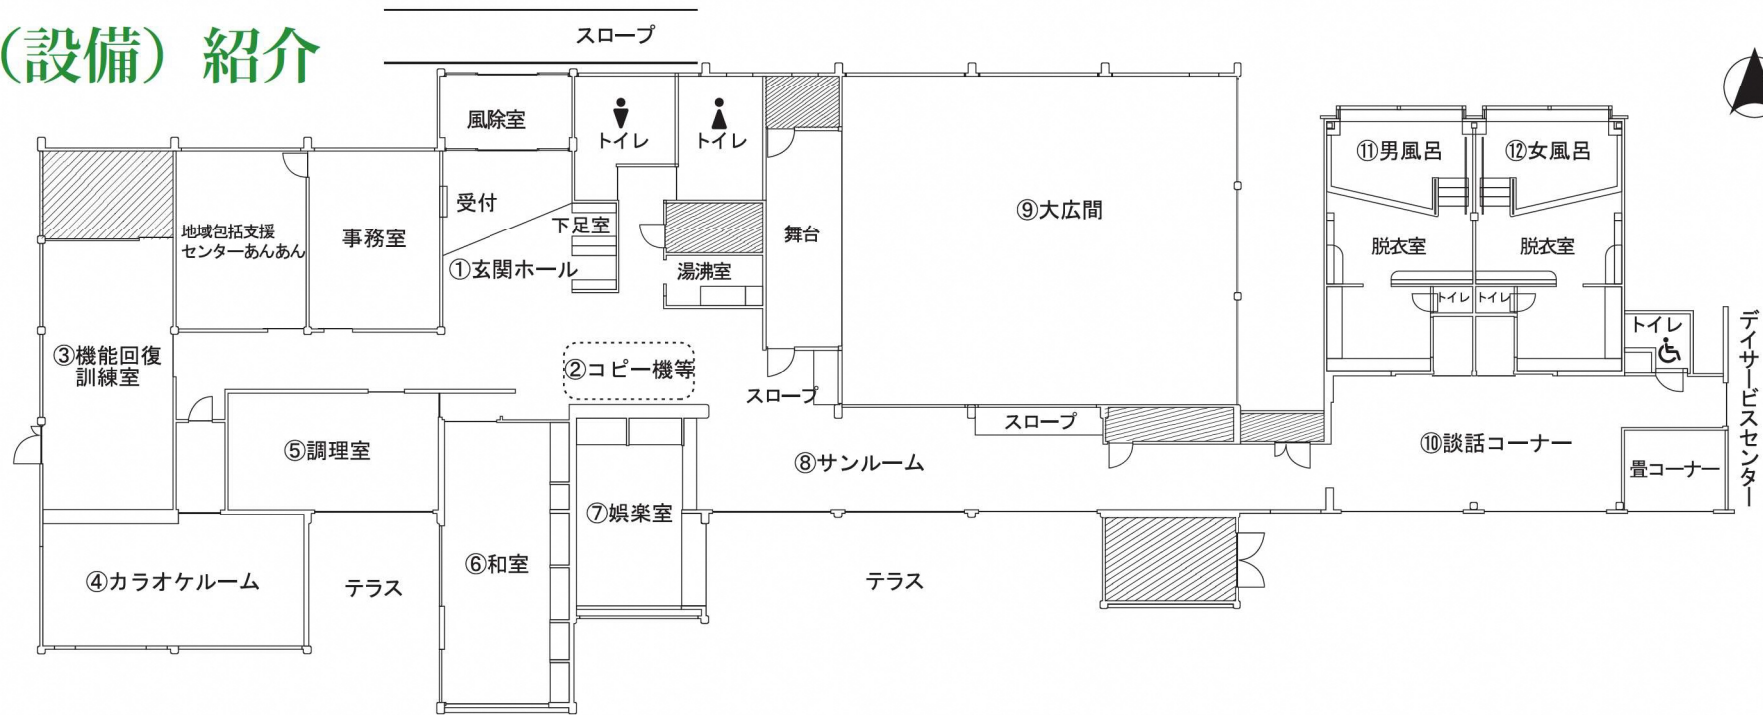 （設備）紹介
スロープ
風除室
トイレ
トイレ
受付
下足室
地域包括支援
センターあんあん
事務室
①玄関ホール
湯沸室
舞台
⑨大広間
⑪男風呂
⑫女風呂
脱衣室
脱衣室
トイレ
トイレ
トイレ
デイサービスセンター
③機能回復
訓練室
②コピー機等
スロープ
スロープ
⑤調理室
⑧サンルーム
⑩談話コーナー
畳コーナー
⑦娯楽室
⑥和室
④カラオケルーム
テラス
テラス